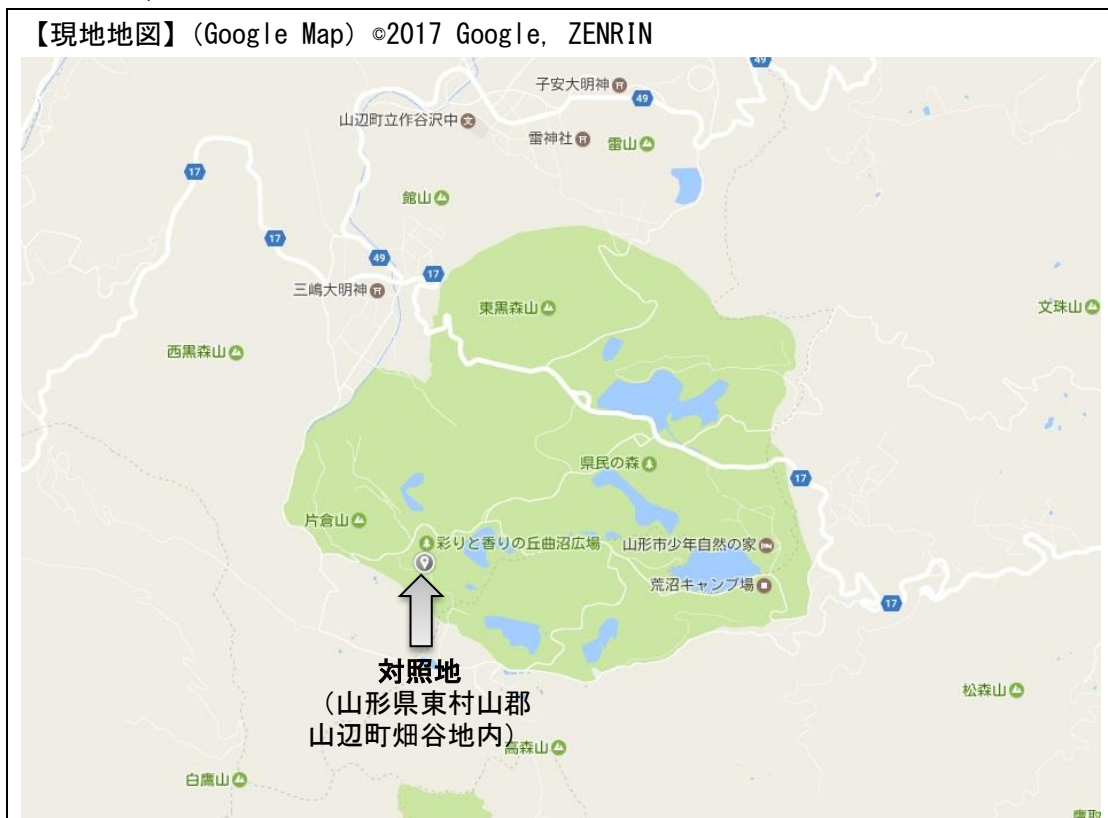 【現地地図】(Google Map) ©2017 Google, ZENRIN
49
子安大明神
49
山辺町立作谷沢中
雷神社
雷山
17
館山
17
49
17
三嶋大明神
東黒森山
文珠山
西黒森山
県民の森
17
片倉山
彩りと香りの丘曲沼広場
山形市少年自然の家
荒沼キャンプ場
17
対照地
(山形県東村山郡
山辺町畑谷地内)
松森山
高森山
白鷹山
鷹取